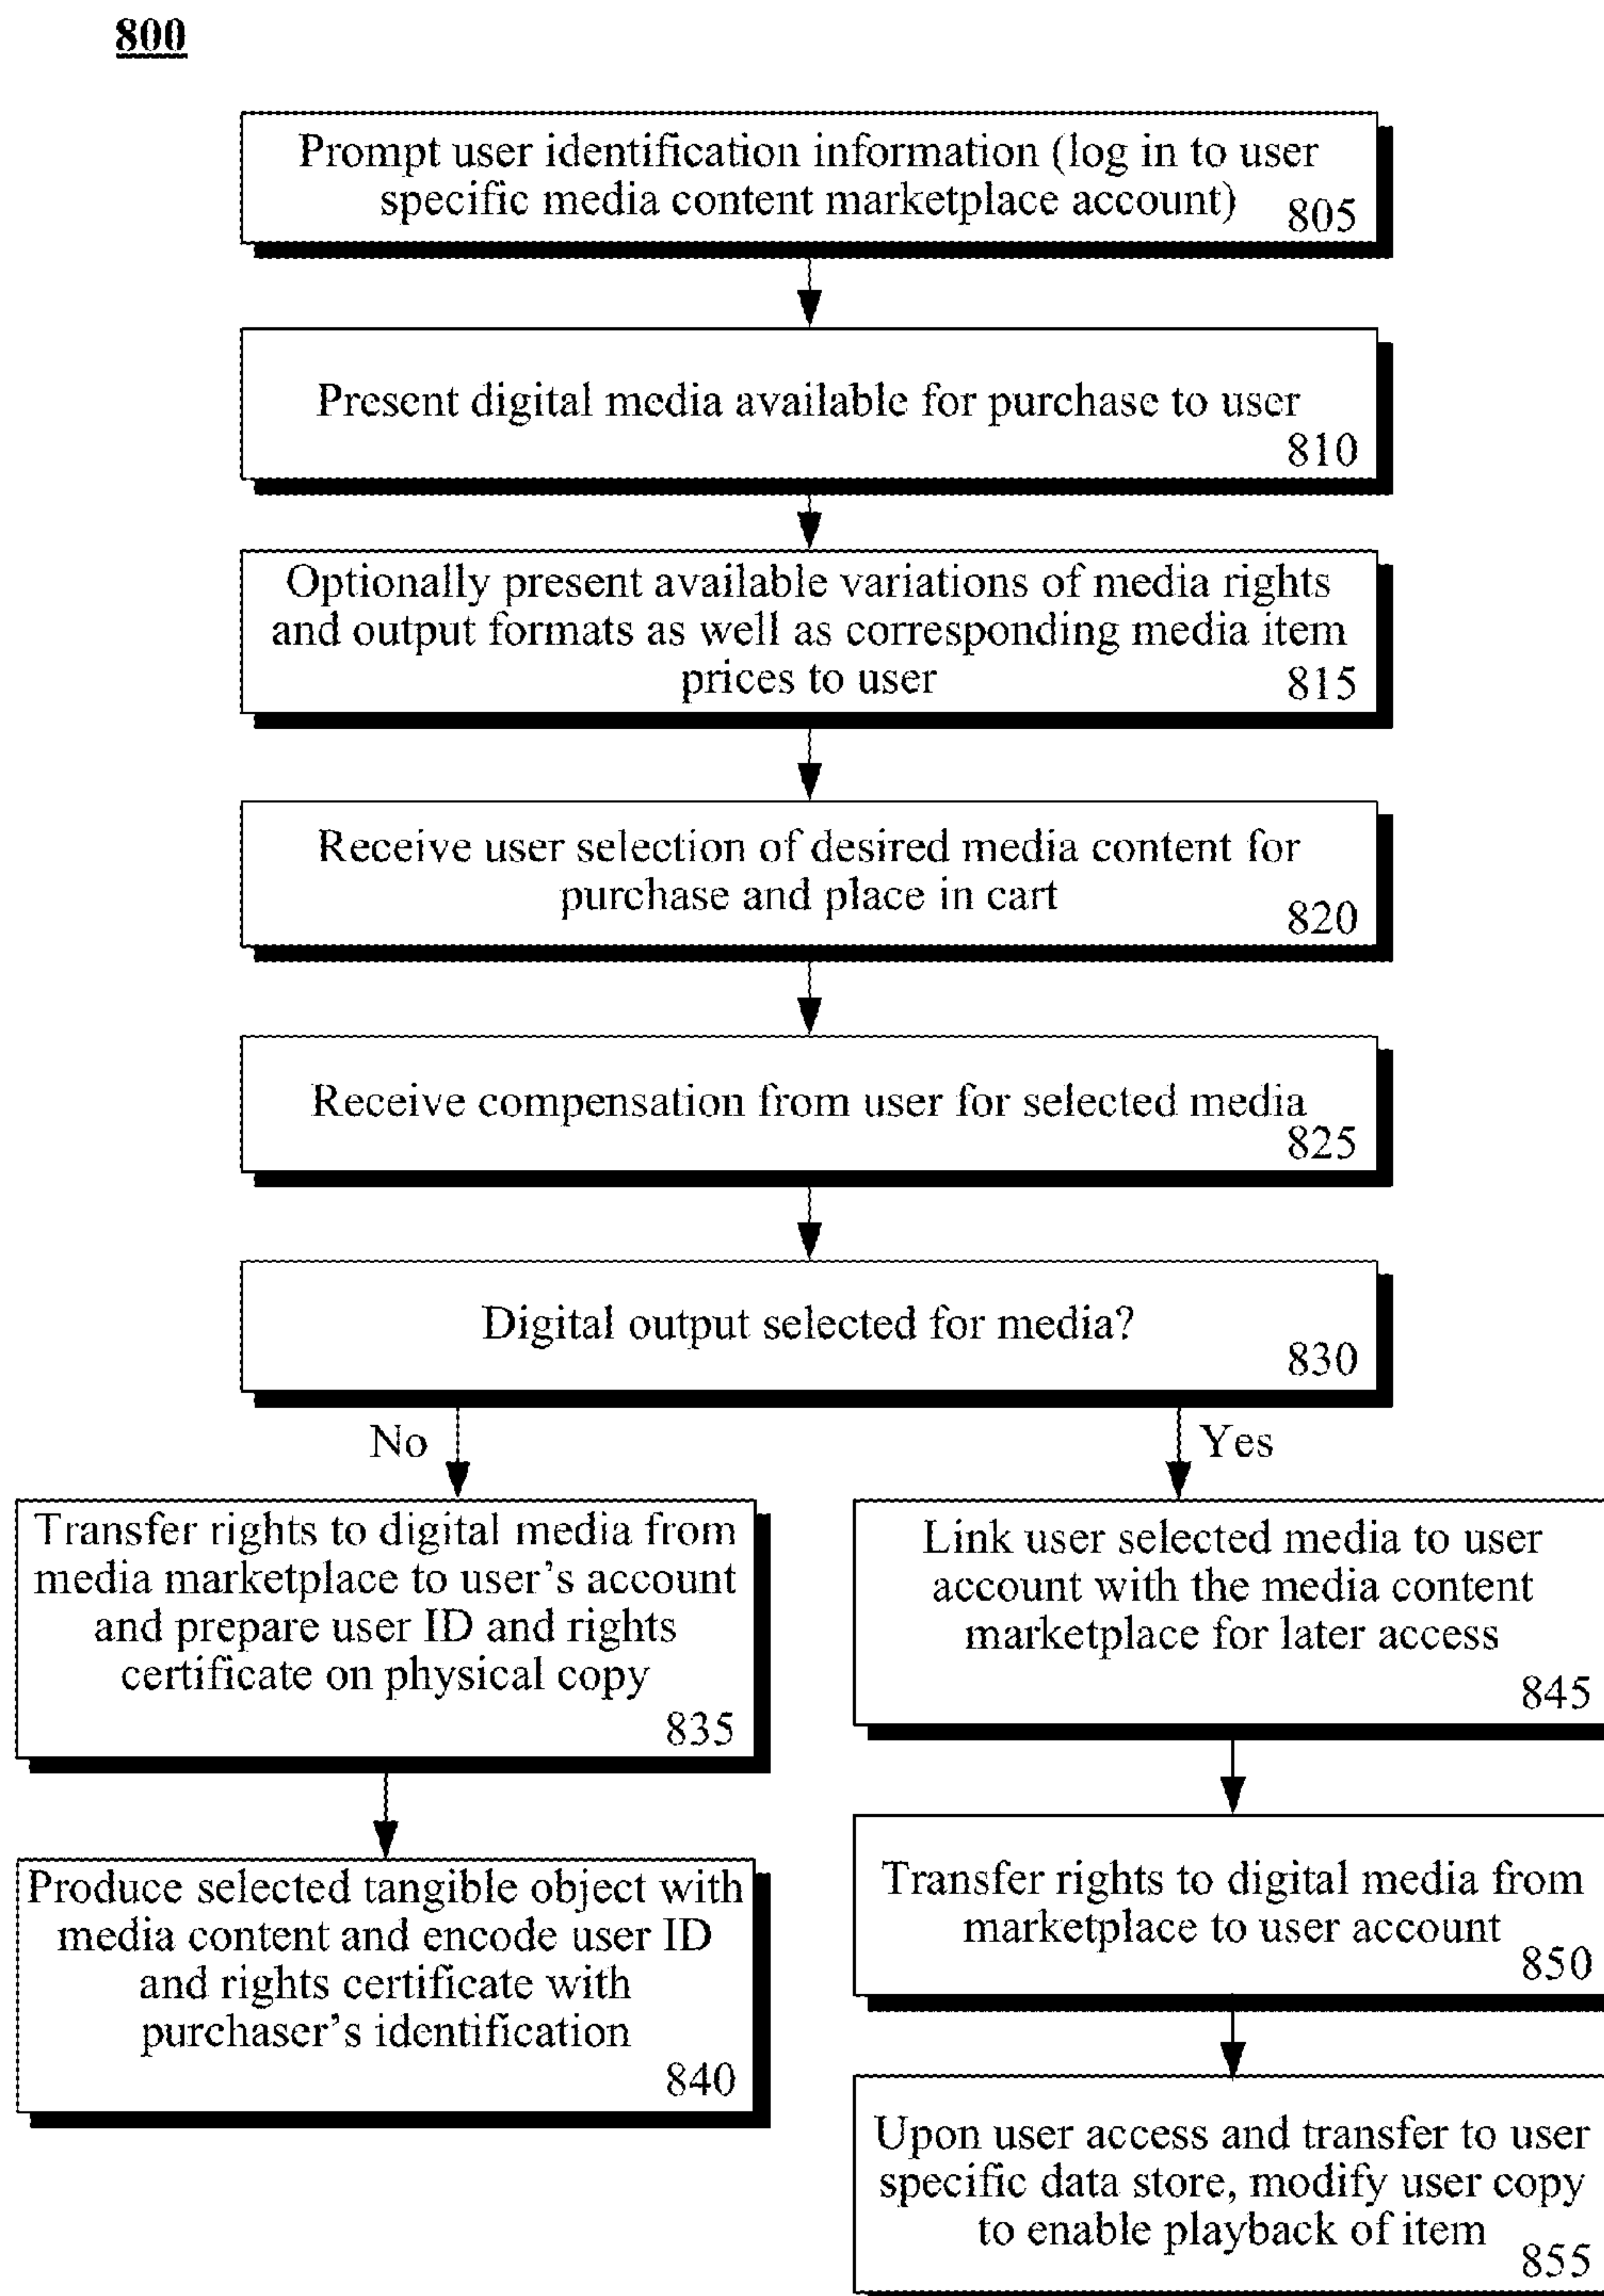 800
Prompt user identification information (log in to user
specific media content marketplace account)
805
Present digital media available for purchase to user
810
Optionally present available variations of media rights
and output formats as well as corresponding media item
prices to user
815
Receive user selection of desired media content for
purchase and place in cart
820
Receive compensation from user for selected media
825
Digital output selected for media?
830
No
Yes
Transfer rights to digital media from
media marketplace to user's account
and prepare user ID and rights
certificate on physical copy
835
Produce selected tangible object with
media content and encode user ID
and rights certificate with
purchaser's identification
840
Link user selected media to user
account with the media content
marketplace for later access
845
Transfer rights to digital media from
marketplace to user account
850
Upon user access and transfer to user
specific data store, modify user copy
to enable playback of item
855